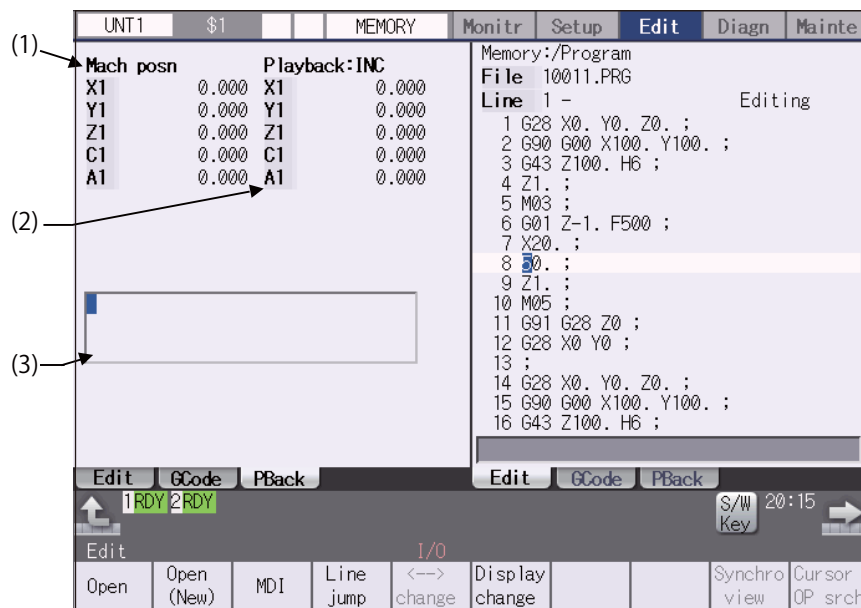 UNT1 $1 MEMORY Monitr Setup Edit Diagn Mainte
(1)
Mach posn Playback:INC
X1 0.000 X1 0.000
Y1 0.000 Y1 0.000
Z1 0.000 Z1 0.000
C1 0.000 C1 0.000
A1 0.000 A1 0.000
(2)
(3)
Memory:/Program
File 10011.PRG
Line 1 - Editing
1 G28 X0. Y0. Z0. ;
2 G90 G00 X100. Y100. ;
3 G43 Z100. H6 ;
4 Z1. ;
5 M03 ;
6 G01 Z-1. F500 ;
7 X20. ;
8 50. ;
9 Z1. ;
10 M05 ;
11 G91 G28 Z0 ;
12 G28 X0 Y0 ;
13 ;
14 G28 X0. Y0. Z0. ;
15 G90 G00 X100. Y100. ;
16 G43 Z100. H6 ;
Edit GCode PBack Edit GCode PBack
1 RDY 2 RDY
S/W Key 20:15
Edit I/O
Open
Open (New)
MDI
Line jump
<--> change
Display change
Synchro view
Cursor OP srch